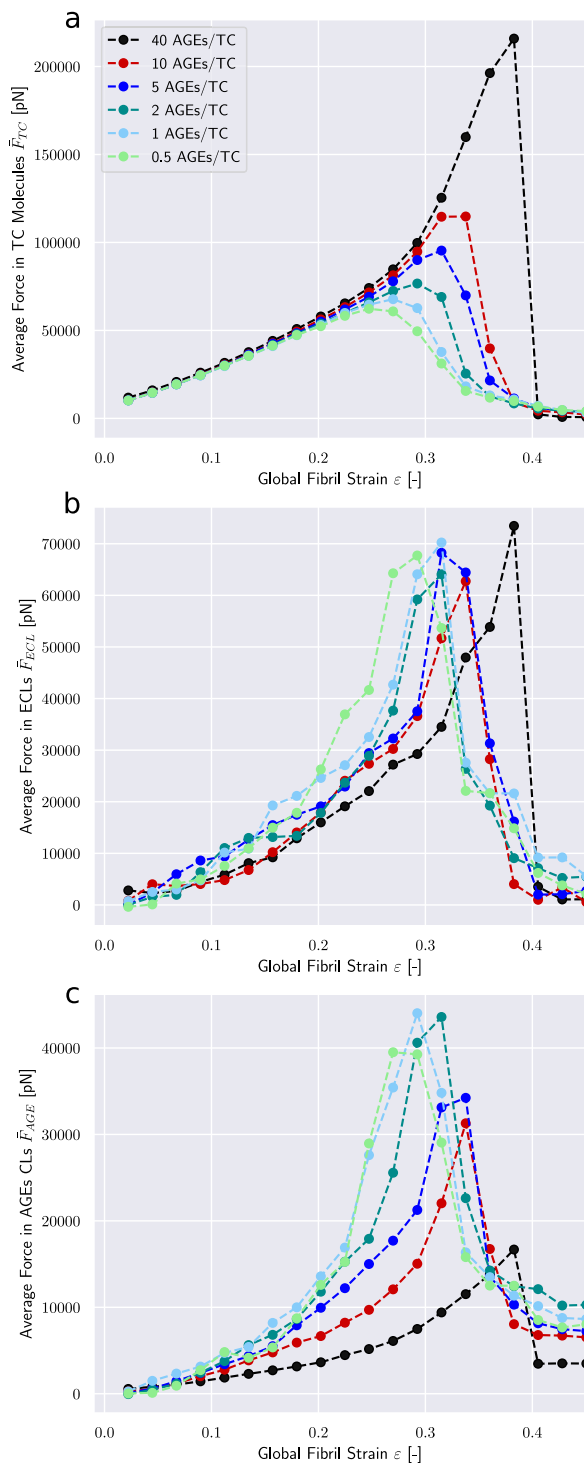 a
40 AGEs/TC
10 AGEs/TC
5 AGEs/TC
2 AGEs/TC
1 AGEs/TC
0.5 AGEs/TC
Average Force in TC Molecules F̄_TC [pN]
200000
150000
100000
50000
0
0.0 0.1 0.2 0.3 0.4
Global Fibril Strain ε [-]
b
Average Force in ECLs F̄_ECL [pN]
70000
60000
50000
40000
30000
20000
10000
0
0.0 0.1 0.2 0.3 0.4
Global Fibril Strain ε [-]
c
Average Force in AGEs CLs F̄_AGE [pN]
40000
30000
20000
10000
0
0.0 0.1 0.2 0.3 0.4
Global Fibril Strain ε [-]